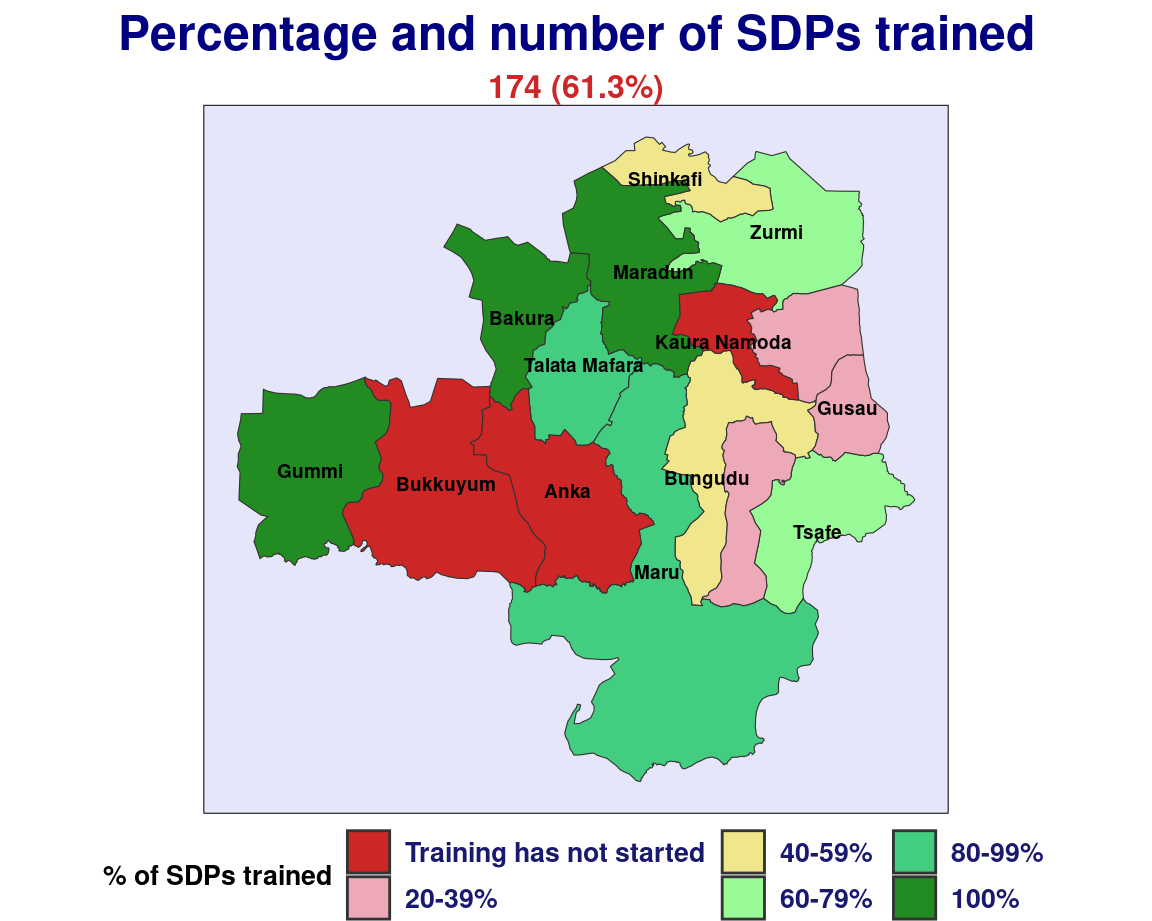 Percentage and number of SDPs trained
174 (61.3%)
Shinkafi
Zurmi
Maradun
Bakura
Kaura Namoda
Talata Mafara
Gusau
Gummi
Bungudu
Bukkuyum
Anka
Tsafe
Maru
% of SDPs trained
Training has not started
20-39%
40-59%
60-79%
80-99%
100%